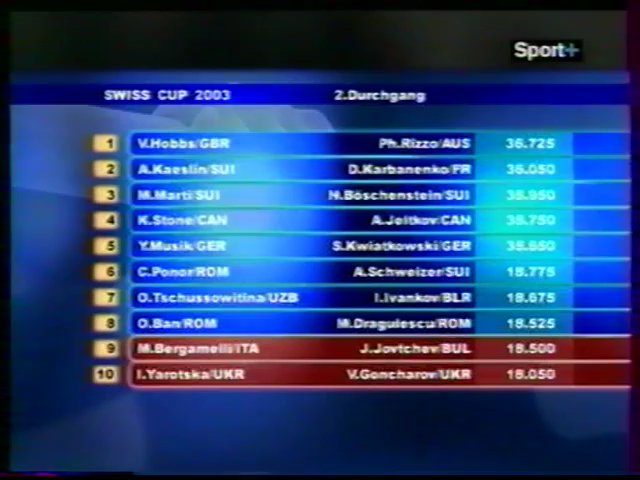 Sport+
SWISS CUP 2003 2.Durchgang
1 V.Hobbs/GBR Ph.Rizzo/AUS 36.725
2 A.Kaeslin/SUI D.Karbanenko/FR 36.050
3 M.Marti/SUI N.Böschenstein/SUI 35.950
4 K.Stone/CAN A.Jeltkov/CAN 35.750
5 Y.Musik/GER S.Kwiatkowski/GER 35.650
6 C.Ponor/ROM A.Schweizer/SUI 18.775
7 O.Tschussowitina/UZB I.Ivankov/BLR 18.675
8 O.Ban/ROM M.Dragulescu/ROM 18.525
9 M.Bergamelli/ITA J.Jovtchev/BUL 18.500
10 I.Yarotska/UKR V.Goncharov/UKR 18.050